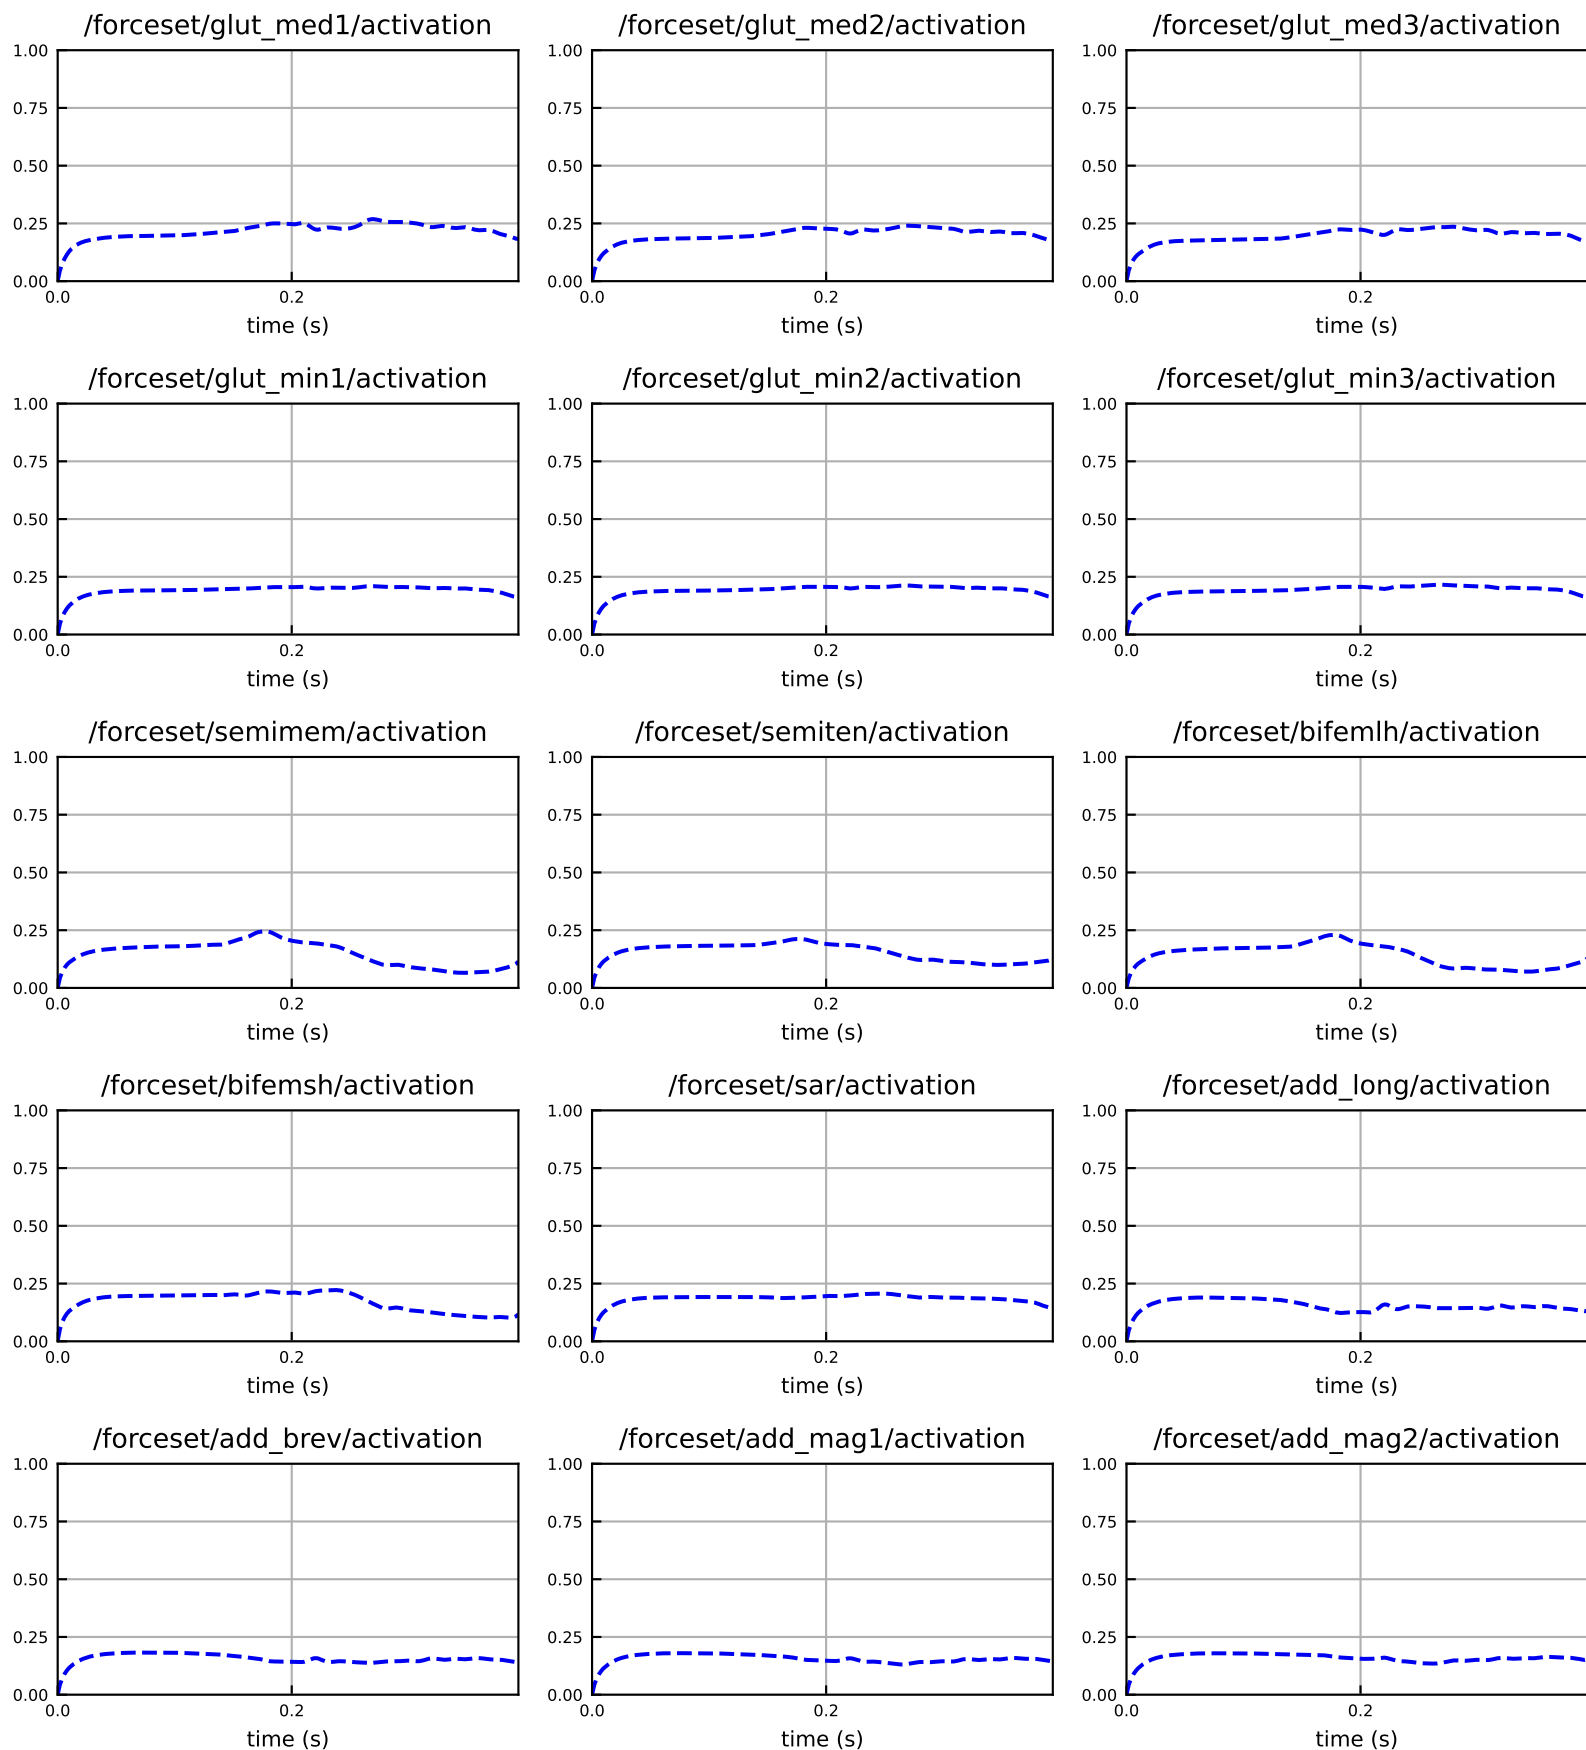 /forceset/glut_med1/activation /forceset/glut_med2/activation /forceset/glut_med3/activation
1.00 1.00 1.00
0.75 0.75 0.75
0.50 0.50 0.50
0.25 0.25 0.25
0.00 0.00 0.00
0.0 0.2 0.0 0.2 0.0 0.2
time (s) time (s) time (s)
/forceset/glut_min1/activation /forceset/glut_min2/activation /forceset/glut_min3/activation
1.00 1.00 1.00
0.75 0.75 0.75
0.50 0.50 0.50
0.25 0.25 0.25
0.00 0.00 0.00
0.0 0.2 0.0 0.2 0.0 0.2
time (s) time (s) time (s)
/forceset/semimem/activation /forceset/semiten/activation /forceset/bifemlh/activation
1.00 1.00 1.00
0.75 0.75 0.75
0.50 0.50 0.50
0.25 0.25 0.25
0.00 0.00 0.00
0.0 0.2 0.0 0.2 0.0 0.2
time (s) time (s) time (s)
/forceset/bifemsh/activation /forceset/sar/activation /forceset/add_long/activation
1.00 1.00 1.00
0.75 0.75 0.75
0.50 0.50 0.50
0.25 0.25 0.25
0.00 0.00 0.00
0.0 0.2 0.0 0.2 0.0 0.2
time (s) time (s) time (s)
/forceset/add_brev/activation /forceset/add_mag1/activation /forceset/add_mag2/activation
1.00 1.00 1.00
0.75 0.75 0.75
0.50 0.50 0.50
0.25 0.25 0.25
0.00 0.00 0.00
0.0 0.2 0.0 0.2 0.0 0.2
time (s) time (s) time (s)